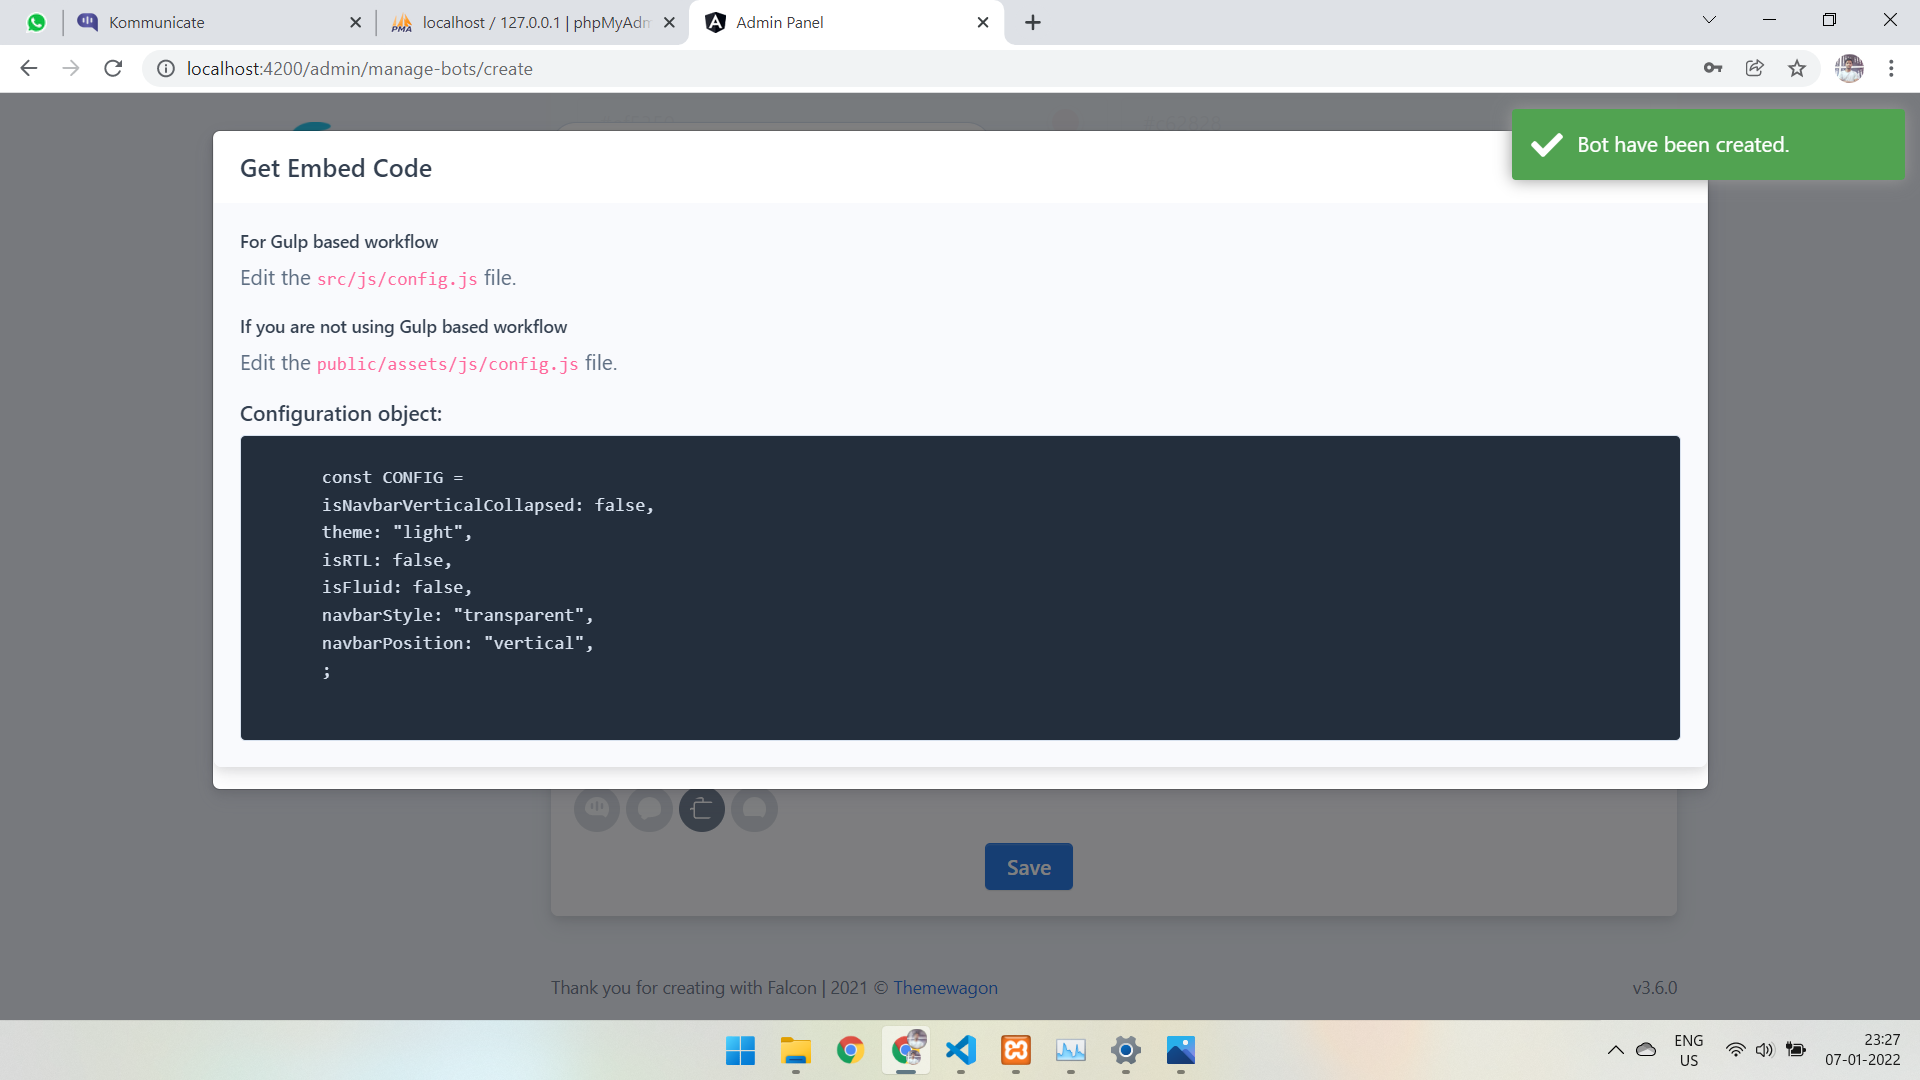 Kommunicate
localhost / 127.0.0.1 | phpMyAdm
Admin Panel
localhost:4200/admin/manage-bots/create
Bot have been created.
Get Embed Code
For Gulp based workflow
Edit the src/js/config.js file.
If you are not using Gulp based workflow
Edit the public/assets/js/config.js file.
Configuration object:
const CONFIG =
isNavbarVerticalCollapsed: false,
theme: "light",
isRTL: false,
isFluid: false,
navbarStyle: "transparent",
navbarPosition: "vertical",
;
Save
Thank you for creating with Falcon | 2021 © Themewagon
v3.6.0
ENG
US
23:27
07-01-2022